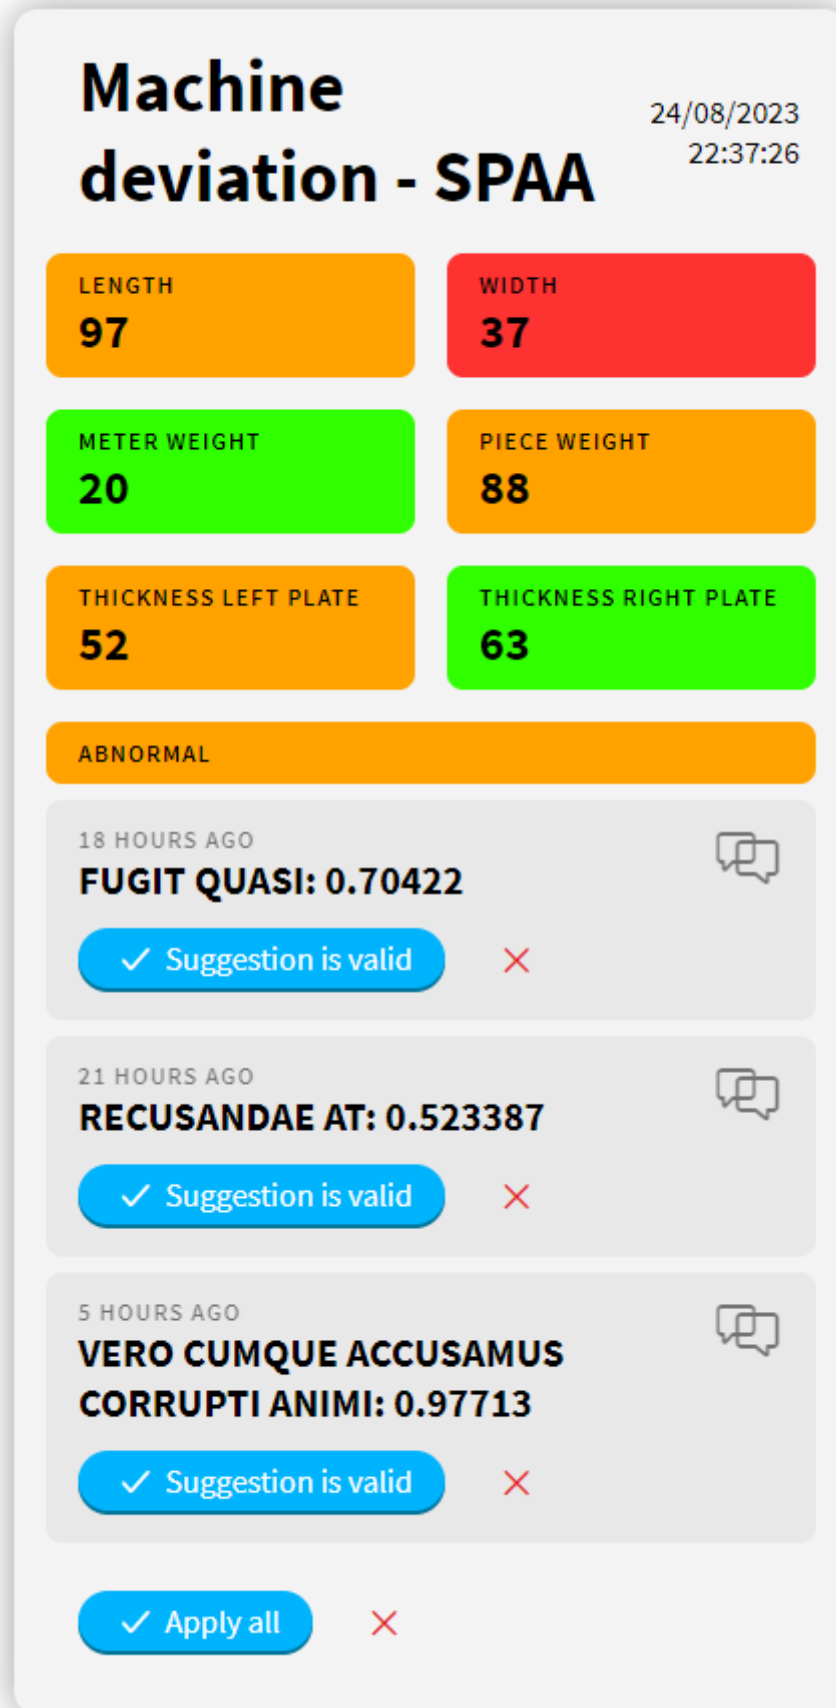 Machine
deviation - SPAA
24/08/2023
22:37:26
LENGTH
97
WIDTH
37
METER WEIGHT
20
PIECE WEIGHT
88
THICKNESS LEFT PLATE
52
THICKNESS RIGHT PLATE
63
ABNORMAL
18 HOURS AGO
FUGIT QUASI: 0.70422
Suggestion is valid
21 HOURS AGO
RECUSANDAE AT: 0.523387
Suggestion is valid
5 HOURS AGO
VERO CUMQUE ACCUSAMUS
CORRUPTI ANIMI: 0.97713
Suggestion is valid
Apply all